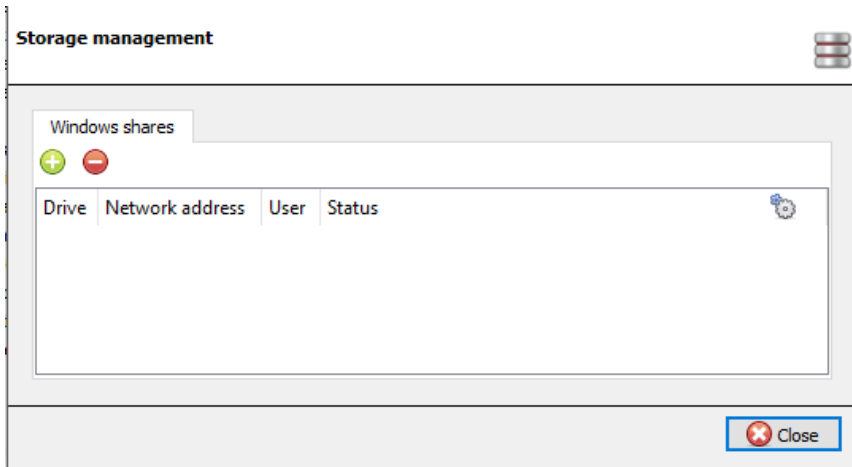 Storage management
Windows shares
Drive Network address User Status
Close